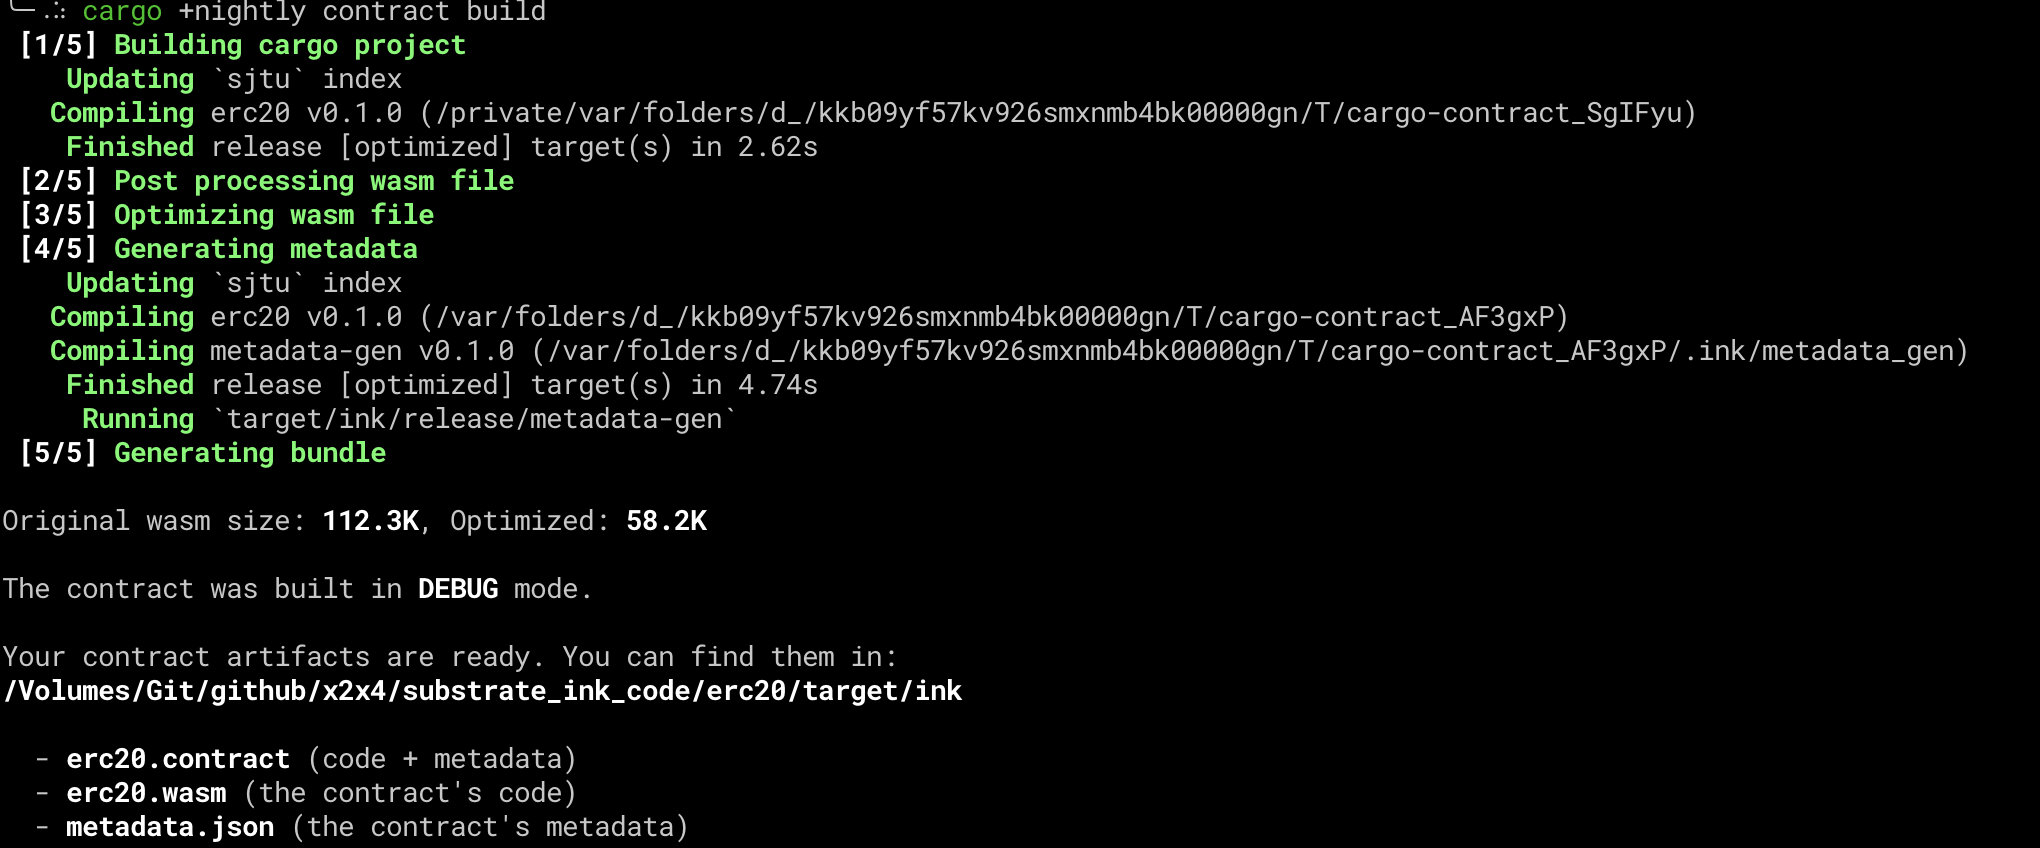 cargo +nightly contract build
[1/5] Building cargo project
Updating `sjtu` index
Compiling erc20 v0.1.0 (/private/var/folders/d_/kkb09yf57kv926smxnmb4bk00000gn/T/cargo-contract_SgIFyu)
Finished release [optimized] target(s) in 2.62s
[2/5] Post processing wasm file
[3/5] Optimizing wasm file
[4/5] Generating metadata
Updating `sjtu` index
Compiling erc20 v0.1.0 (/var/folders/d_/kkb09yf57kv926smxnmb4bk00000gn/T/cargo-contract_AF3gxP)
Compiling metadata-gen v0.1.0 (/var/folders/d_/kkb09yf57kv926smxnmb4bk00000gn/T/cargo-contract_AF3gxP/.ink/metadata_gen)
Finished release [optimized] target(s) in 4.74s
Running `target/ink/release/metadata-gen`
[5/5] Generating bundle
Original wasm size: 112.3K, Optimized: 58.2K
The contract was built in DEBUG mode.
Your contract artifacts are ready. You can find them in:
/Volumes/Git/github/x2x4/substrate_ink_code/erc20/target/ink
- erc20.contract (code + metadata)
- erc20.wasm (the contract's code)
- metadata.json (the contract's metadata)